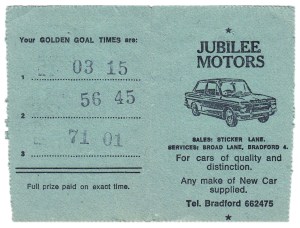 Your GOLDEN GOAL TIMES are:
1 03 15
2 56 45
3 71 01
Full prize paid on exact time.
JUBILEE
MOTORS
SALES: STICKER LANE.
SERVICES: BROAD LANE, BRADFORD 4.
For cars of quality and
distinction.
Any make of New Car
supplied.
Tel. Bradford 662475